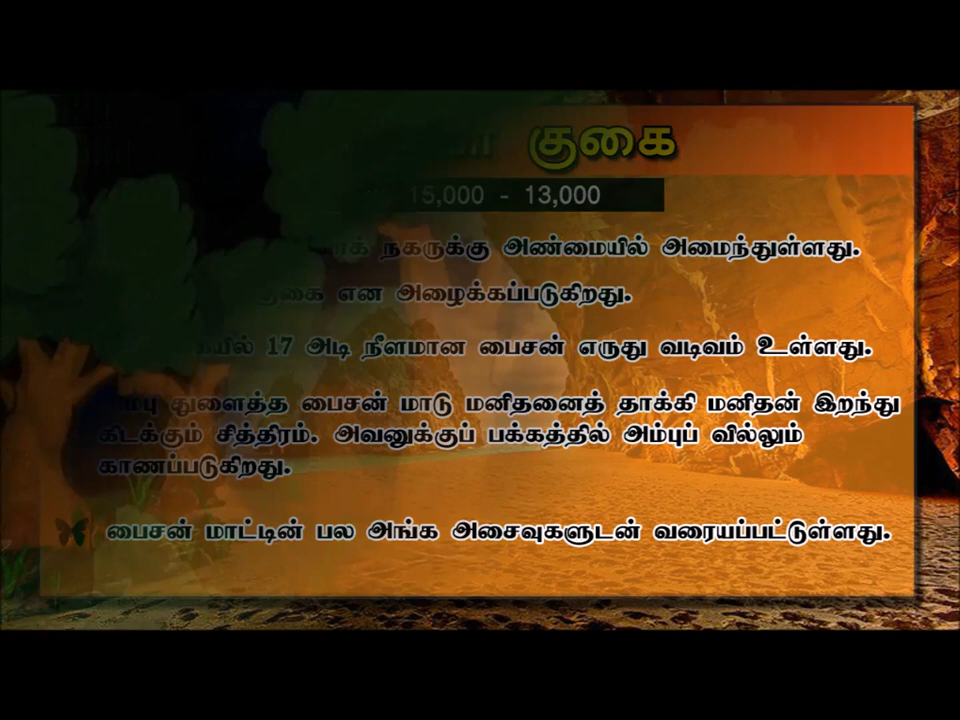 குகை
15,000 - 13,000
நகருக்கு அண்மையில் அமைந்துள்ளது.
என அழைக்கப்படுகிறது.
17 அடி நீளமான பைசன் எருது வடிவம் உள்ளது.
துளைத்த பைசன் மாடு மனிதனைத் தாக்கி மனிதன் இறந்து
கிடக்கும் சித்திரம். அவனுக்குப் பக்கத்தில் அம்புப் வில்லும்
காணப்படுகிறது.
பைசன் மாட்டின் பல அங்க அசைவுகளுடன் வரையப்பட்டுள்ளது.